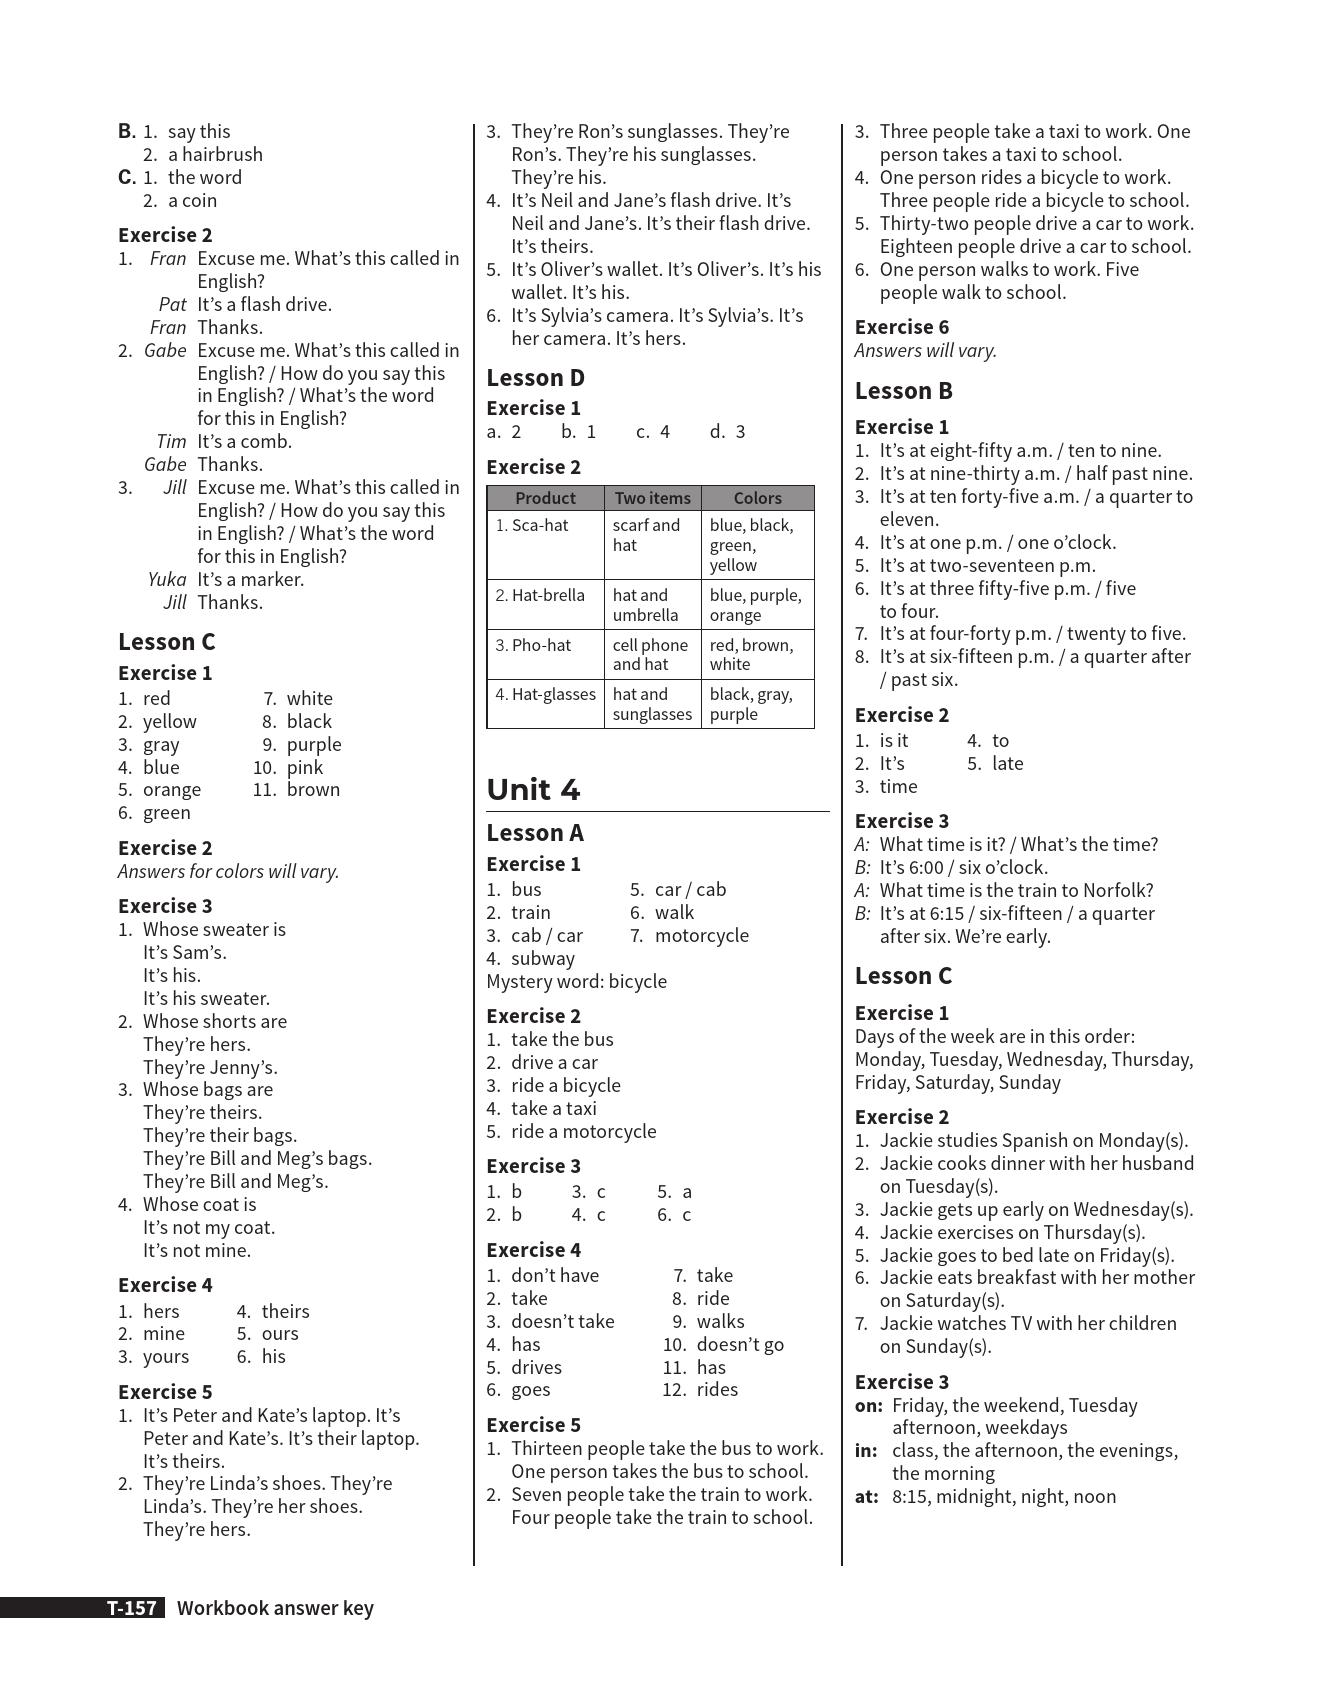 B. 1. say this
2. a hairbrush
C. 1. the word
2. a coin
Exercise 2
1. Fran Excuse me. What’s this called in
English?
Pat It’s a flash drive.
Fran Thanks.
2. Gabe Excuse me. What’s this called in
English? / How do you say this
in English? / What’s the word
for this in English?
Tim It’s a comb.
Gabe Thanks.
3. Jill Excuse me. What’s this called in
English? / How do you say this
in English? / What’s the word
for this in English?
Yuka It’s a marker.
Jill Thanks.
Lesson C
Exercise 1
1. red 7. white
2. yellow 8. black
3. gray 9. purple
4. blue 10. pink
5. orange 11. brown
6. green
Exercise 2
Answers for colors will vary.
Exercise 3
1. Whose sweater is
It’s Sam’s.
It’s his.
It’s his sweater.
2. Whose shorts are
They’re hers.
They’re Jenny’s.
3. Whose bags are
They’re theirs.
They’re their bags.
They’re Bill and Meg’s bags.
They’re Bill and Meg’s.
4. Whose coat is
It’s not my coat.
It’s not mine.
Exercise 4
1. hers 4. theirs
2. mine 5. ours
3. yours 6. his
Exercise 5
1. It’s Peter and Kate’s laptop. It’s
Peter and Kate’s. It’s their laptop.
It’s theirs.
2. They’re Linda’s shoes. They’re
Linda’s. They’re her shoes.
They’re hers.
3. They’re Ron’s sunglasses. They’re
Ron’s. They’re his sunglasses.
They’re his.
4. It’s Neil and Jane’s flash drive. It’s
Neil and Jane’s. It’s their flash drive.
It’s theirs.
5. It’s Oliver’s wallet. It’s Oliver’s. It’s his
wallet. It’s his.
6. It’s Sylvia’s camera. It’s Sylvia’s. It’s
her camera. It’s hers.
Lesson D
Exercise 1
a. 2 b. 1 c. 4 d. 3
Exercise 2
Product Two items Colors
1. Sca-hat scarf and blue, black,
hat green,
yellow
2. Hat-brella hat and blue, purple,
umbrella orange
3. Pho-hat cell phone red, brown,
and hat white
4. Hat-glasses hat and black, gray,
sunglasses purple
Unit 4
Lesson A
Exercise 1
1. bus 5. car / cab
2. train 6. walk
3. cab / car 7. motorcycle
4. subway
Mystery word: bicycle
Exercise 2
1. take the bus
2. drive a car
3. ride a bicycle
4. take a taxi
5. ride a motorcycle
Exercise 3
1. b 3. c 5. a
2. b 4. c 6. c
Exercise 4
1. don’t have 7. take
2. take 8. ride
3. doesn’t take 9. walks
4. has 10. doesn’t go
5. drives 11. has
6. goes 12. rides
Exercise 5
1. Thirteen people take the bus to work.
One person takes the bus to school.
2. Seven people take the train to work.
Four people take the train to school.
3. Three people take a taxi to work. One
person takes a taxi to school.
4. One person rides a bicycle to work.
Three people ride a bicycle to school.
5. Thirty-two people drive a car to work.
Eighteen people drive a car to school.
6. One person walks to work. Five
people walk to school.
Exercise 6
Answers will vary.
Lesson B
Exercise 1
1. It’s at eight-fifty a.m. / ten to nine.
2. It’s at nine-thirty a.m. / half past nine.
3. It’s at ten forty-five a.m. / a quarter to
eleven.
4. It’s at one p.m. / one o’clock.
5. It’s at two-seventeen p.m.
6. It’s at three fifty-five p.m. / five
to four.
7. It’s at four-forty p.m. / twenty to five.
8. It’s at six-fifteen p.m. / a quarter after
/ past six.
Exercise 2
1. is it 4. to
2. It’s 5. late
3. time
Exercise 3
A: What time is it? / What’s the time?
B: It’s 6:00 / six o’clock.
A: What time is the train to Norfolk?
B: It’s at 6:15 / six-fifteen / a quarter
after six. We’re early.
Lesson C
Exercise 1
Days of the week are in this order:
Monday, Tuesday, Wednesday, Thursday,
Friday, Saturday, Sunday
Exercise 2
1. Jackie studies Spanish on Monday(s).
2. Jackie cooks dinner with her husband
on Tuesday(s).
3. Jackie gets up early on Wednesday(s).
4. Jackie exercises on Thursday(s).
5. Jackie goes to bed late on Friday(s).
6. Jackie eats breakfast with her mother
on Saturday(s).
7. Jackie watches TV with her children
on Sunday(s).
Exercise 3
on: Friday, the weekend, Tuesday
afternoon, weekdays
in: class, the afternoon, the evenings,
the morning
at: 8:15, midnight, night, noon
T-157 Workbook answer key